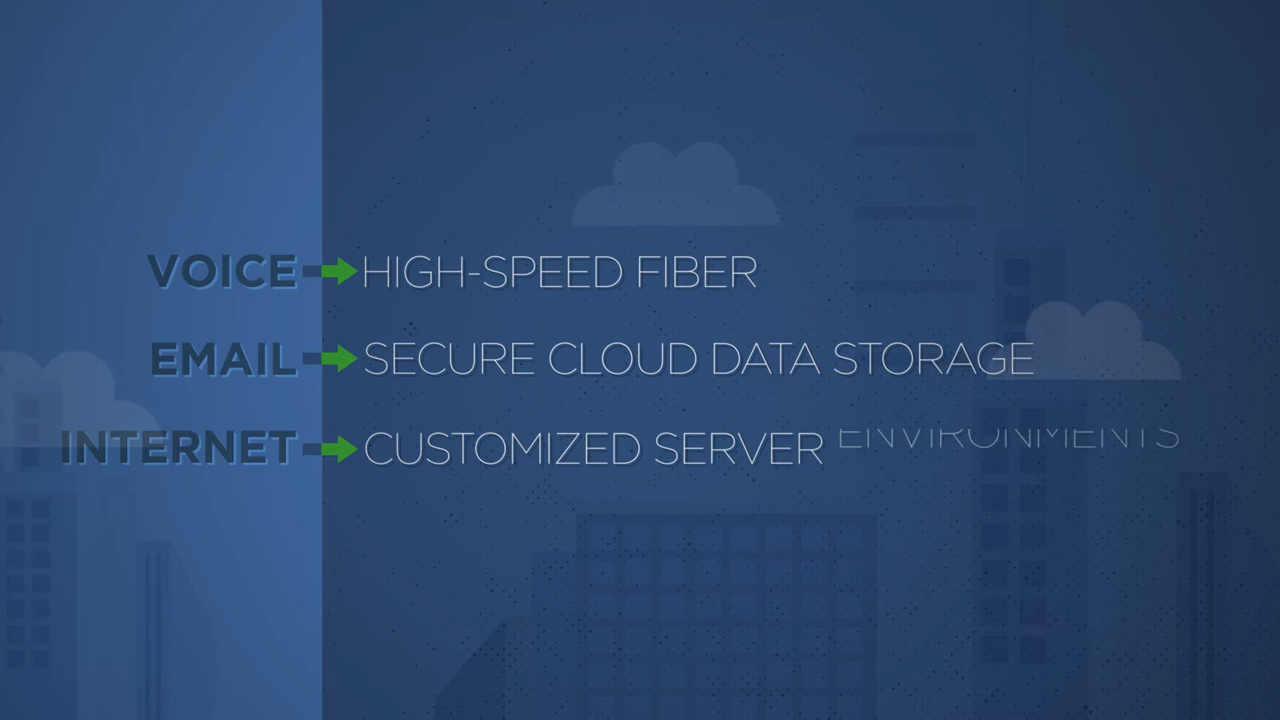 VOICE HIGH-SPEED FIBER
EMAIL SECURE CLOUD DATA STORAGE
INTERNET CUSTOMIZED SERVER ENVIRONMENTS